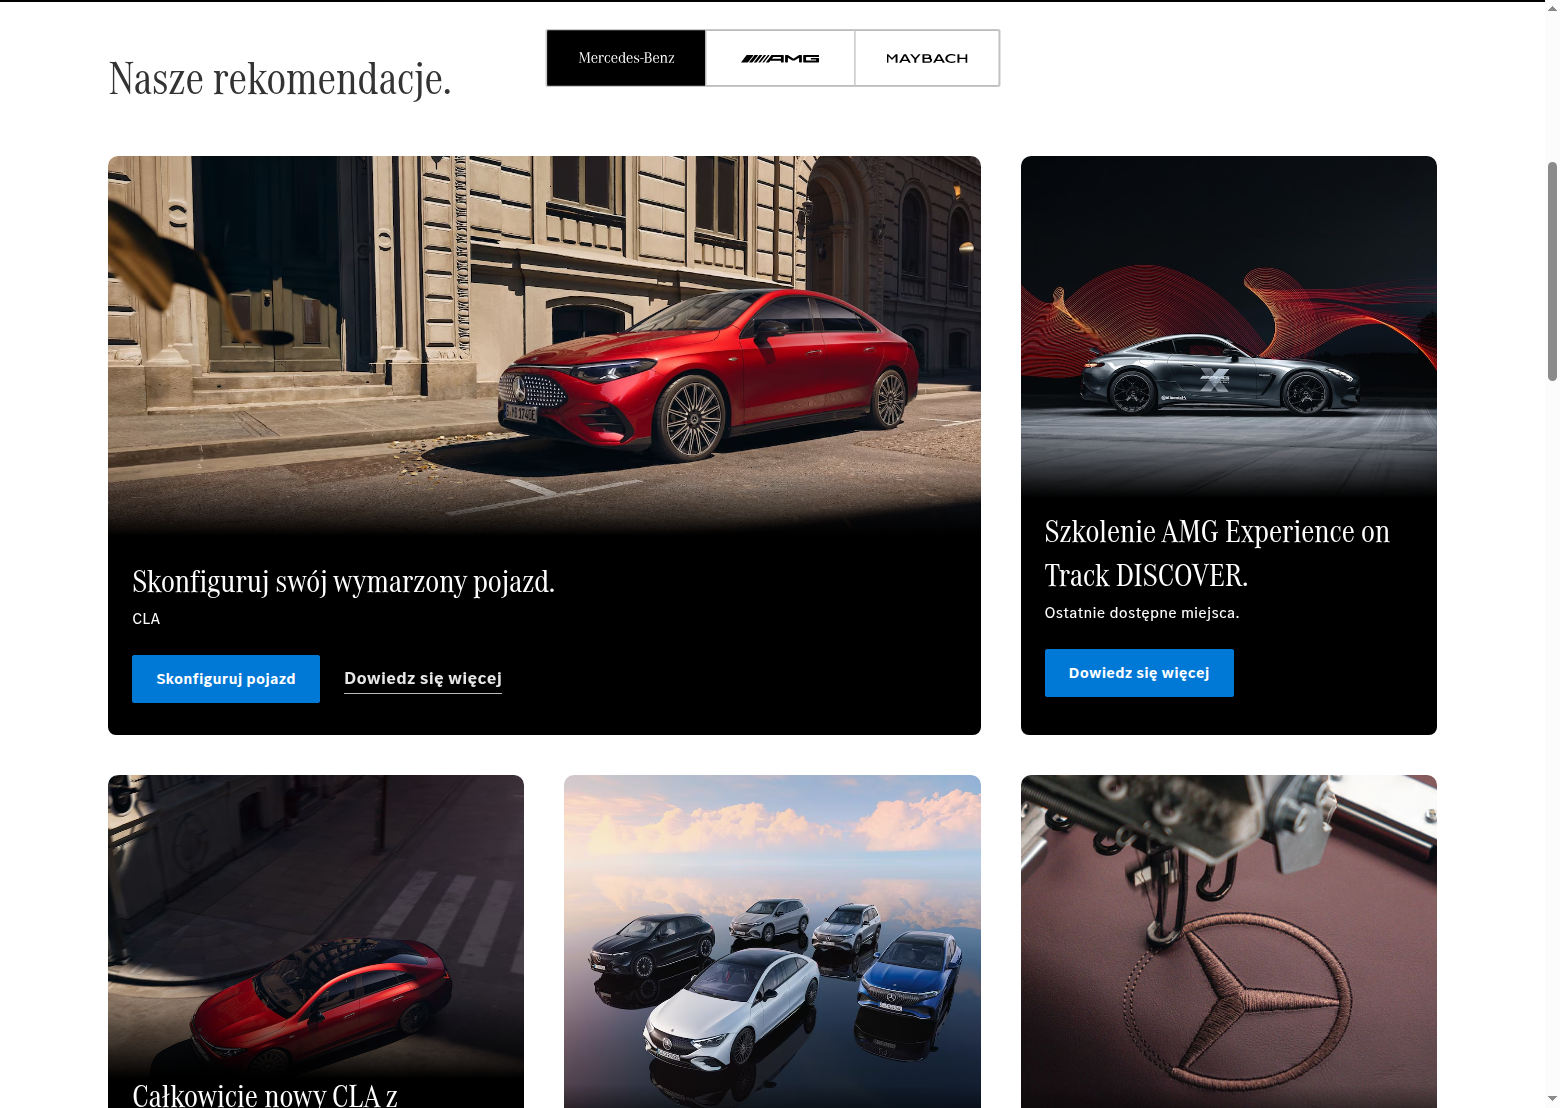 Nasze rekomendacje.
Mercedes-Benz
AMG
MAYBACH
Skonfiguruj swój wymarzony pojazd.
CLA
Skonfiguruj pojazd
Dowiedz się więcej
Szkolenie AMG Experience on
Track DISCOVER.
Ostatnie dostępne miejsca.
Dowiedz się więcej
Całkowicie nowy CLA z